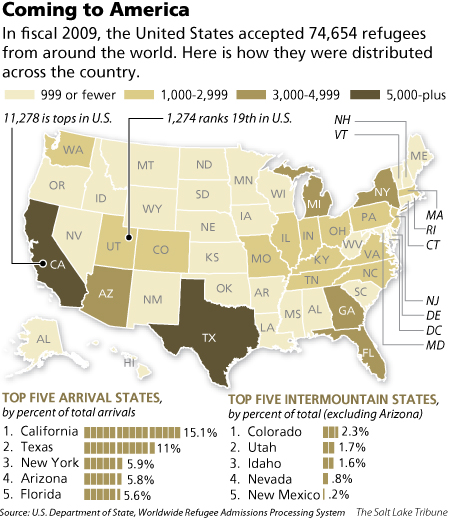 Coming to America
In fiscal 2009, the United States accepted 74,654 refugees
from around the world. Here is how they were distributed
across the country.
999 or fewer 1,000-2,999 3,000-4,999 5,000-plus
11,278 is tops in U.S. 1,274 ranks 19th in U.S.
NH
VT
WA
MT
ND
MN
ME
OR
ID
SD
WI
MI
NY
WY
IA
PA
MA
RI
CT
NE
NV
UT
CO
IL
IN
OH
WV
VA
KS
MO
KY
CA
NC
TN
OK
AR
SC
AZ
NM
MS
AL
GA
NJ
DE
DC
MD
TX
LA
FL
AL
HI
TOP FIVE ARRIVAL STATES,
by percent of total arrivals
1. California 15.1%
2. Texas 11%
3. New York 5.9%
4. Arizona 5.8%
5. Florida 5.6%
TOP FIVE INTERMOUNTAIN STATES,
by percent of total (excluding Arizona)
1. Colorado 2.3%
2. Utah 1.7%
3. Idaho 1.6%
4. Nevada .8%
5. New Mexico .2%
Source: U.S. Department of State, Worldwide Refugee Admissions Processing System The Salt Lake Tribune